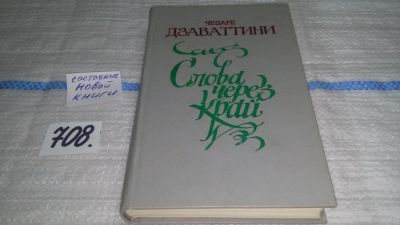 состояние
новой
книги
708.
ЧЕЗАРЕ
ДЗАВАТТИНИ
Слова
через
край